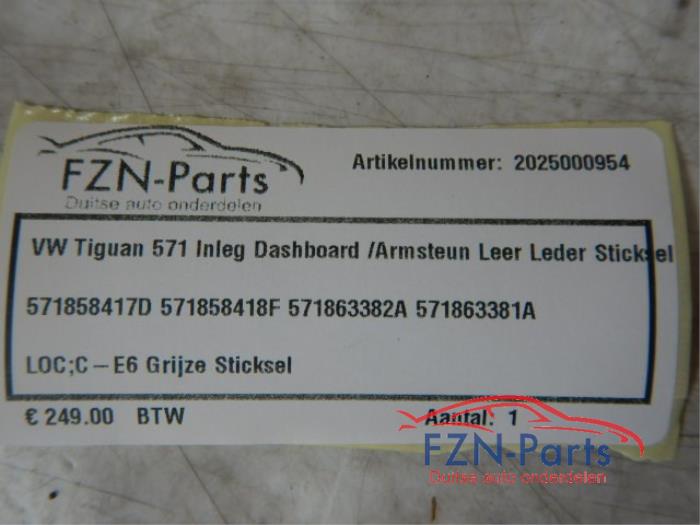 FZN-Parts
Duitse auto onderdelen
Artikelnummer: 2025000954
VW Tiguan 571 Inleg Dashboard /Armsteun Leer Leder Sticksel
571858417D 571858418F 571863382A 571863381A
LOC;C-E6 Grijze Sticksel
€ 249.00 BTW
Aantal: 1
FZN-Parts
Duitse auto onderdelen